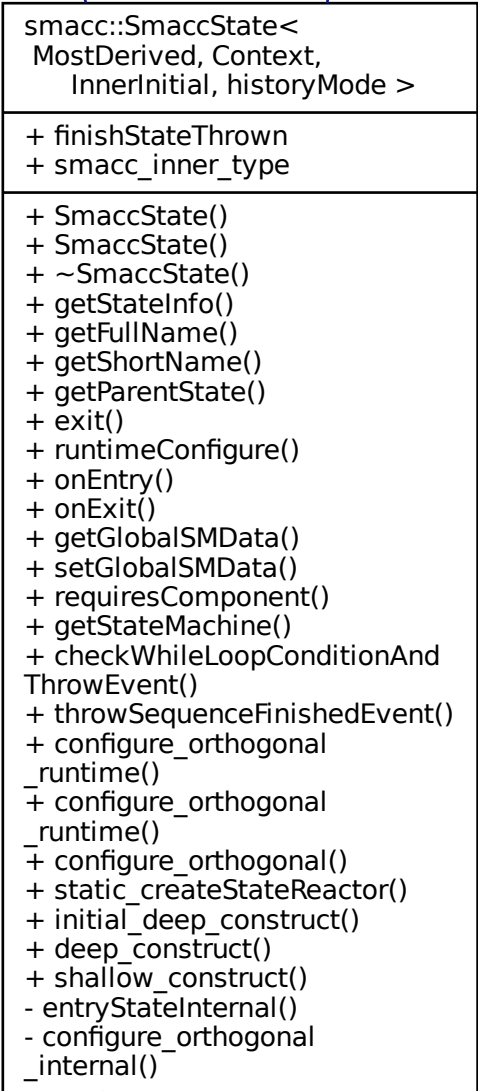 smacc::SmaccState<
MostDerived, Context,
InnerInitial, historyMode >
+ finishStateThrown
+ smacc_inner_type
+ SmaccState()
+ SmaccState()
+ ~SmaccState()
+ getStateInfo()
+ getFullName()
+ getShortName()
+ getParentState()
+ exit()
+ runtimeConfigure()
+ onEntry()
+ onExit()
+ getGlobalSMData()
+ setGlobalSMData()
+ requiresComponent()
+ getStateMachine()
+ checkWhileLoopConditionAnd
ThrowEvent()
+ throwSequenceFinishedEvent()
+ configure_orthogonal
_runtime()
+ configure_orthogonal
_runtime()
+ configure_orthogonal()
+ static_createStateReactor()
+ initial_deep_construct()
+ deep_construct()
+ shallow_construct()
- entryStateInternal()
- configure_orthogonal
_internal()